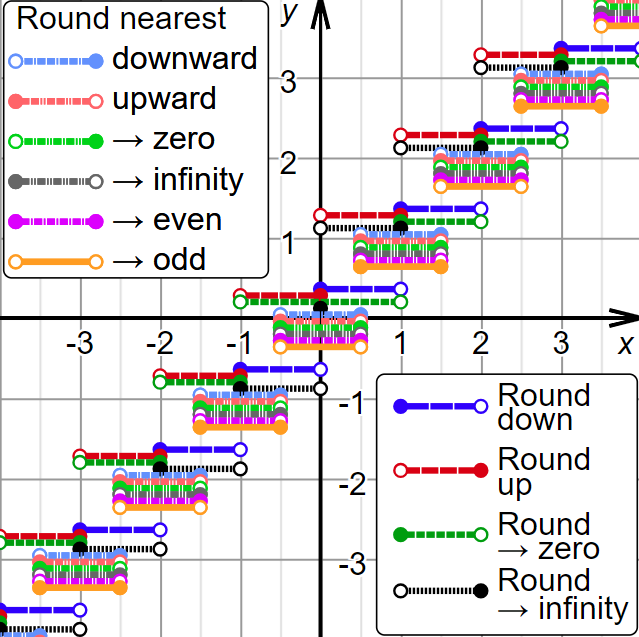 Round nearest
downward
upward
→ zero
→ infinity
→ even
→ odd
y
3
2
1
-3
-2
-1
1
2
3
x
-1
-2
-3
Round
down
Round
up
Round
→ zero
Round
→ infinity